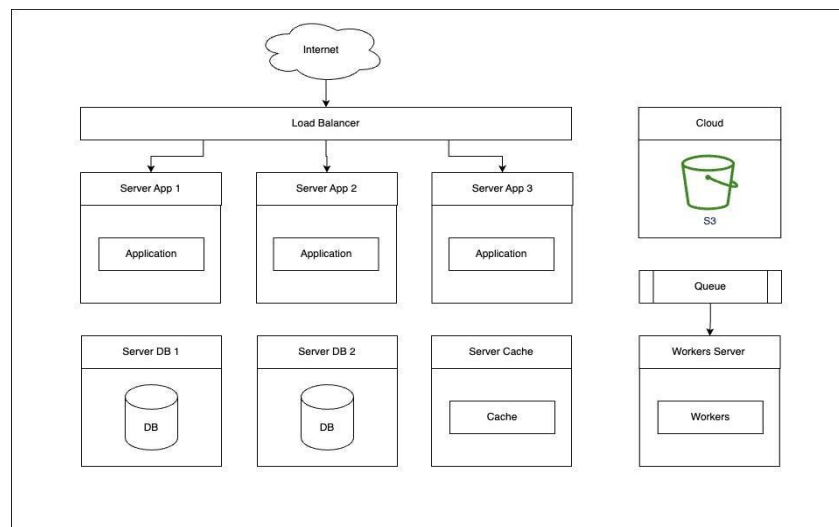 Internet
Load Balancer
Cloud
S3
Server App 1
Server App 2
Server App 3
Application
Application
Application
Queue
Server DB 1
Server DB 2
Server Cache
Workers Server
DB
DB
Cache
Workers